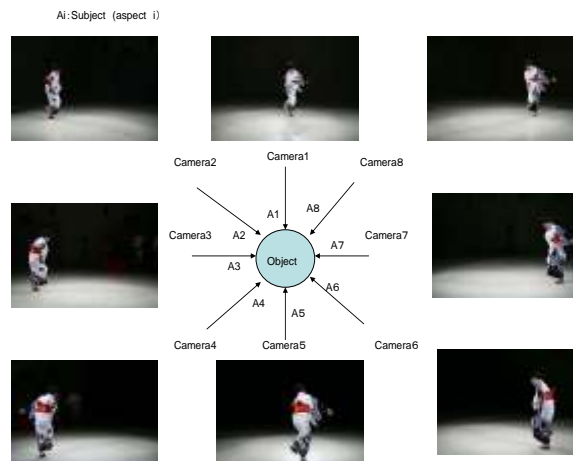 Ai:Subject (aspect i)
Camera2
Camera1
Camera8
A1
A8
A2
Camera3
A7
Camera7
Object
A3
A6
A4
A5
Camera4
Camera5
Camera6